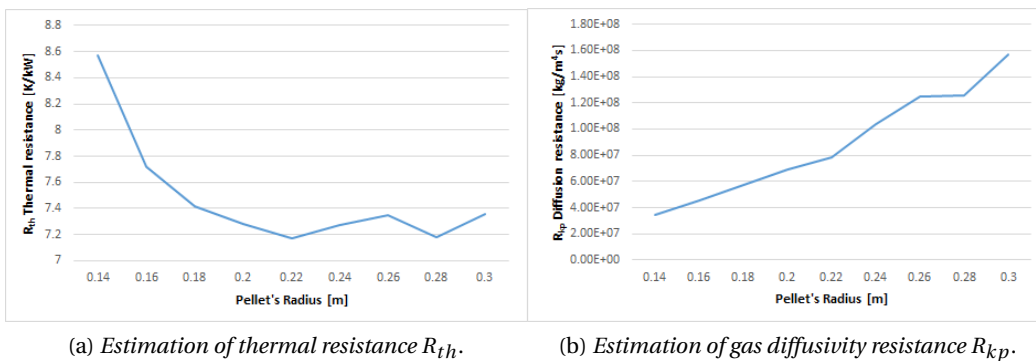 8.8
8.6
8.4
8.2
8
7.8
7.6
7.4
7.2
7
R_th Thermal resistance [K/kW]
0.14 0.16 0.18 0.2 0.22 0.24 0.26 0.28 0.3
Pellet's Radius [m]
1.80E+08
1.60E+08
1.40E+08
1.20E+08
1.00E+08
8.00E+07
6.00E+07
4.00E+07
2.00E+07
0.00E+00
R_kp Diffusion resistance [kg/m⁴s]
0.14 0.16 0.18 0.2 0.22 0.24 0.26 0.28 0.3
Pellet's Radius [m]
(a) Estimation of thermal resistance R_th.
(b) Estimation of gas diffusivity resistance R_kp.